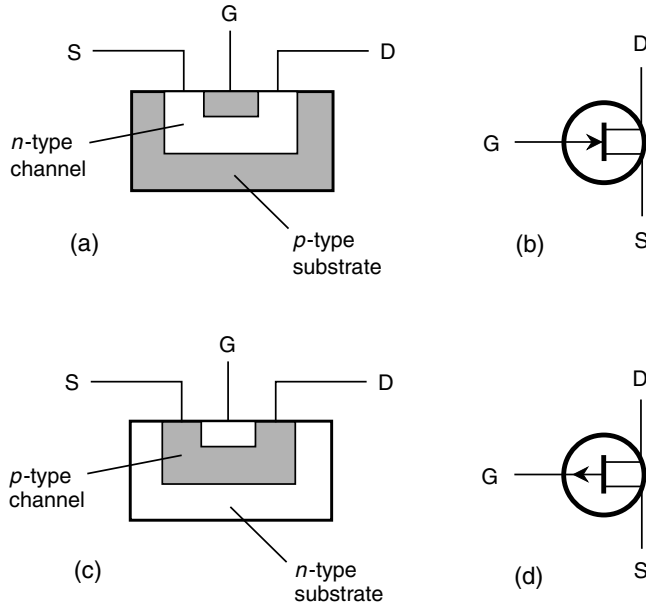 G
S
D
D
n-type
channel
G
(a)
p-type
substrate
(b)
S
G
S
D
D
p-type
channel
G
(c)
n-type
substrate
(d)
S